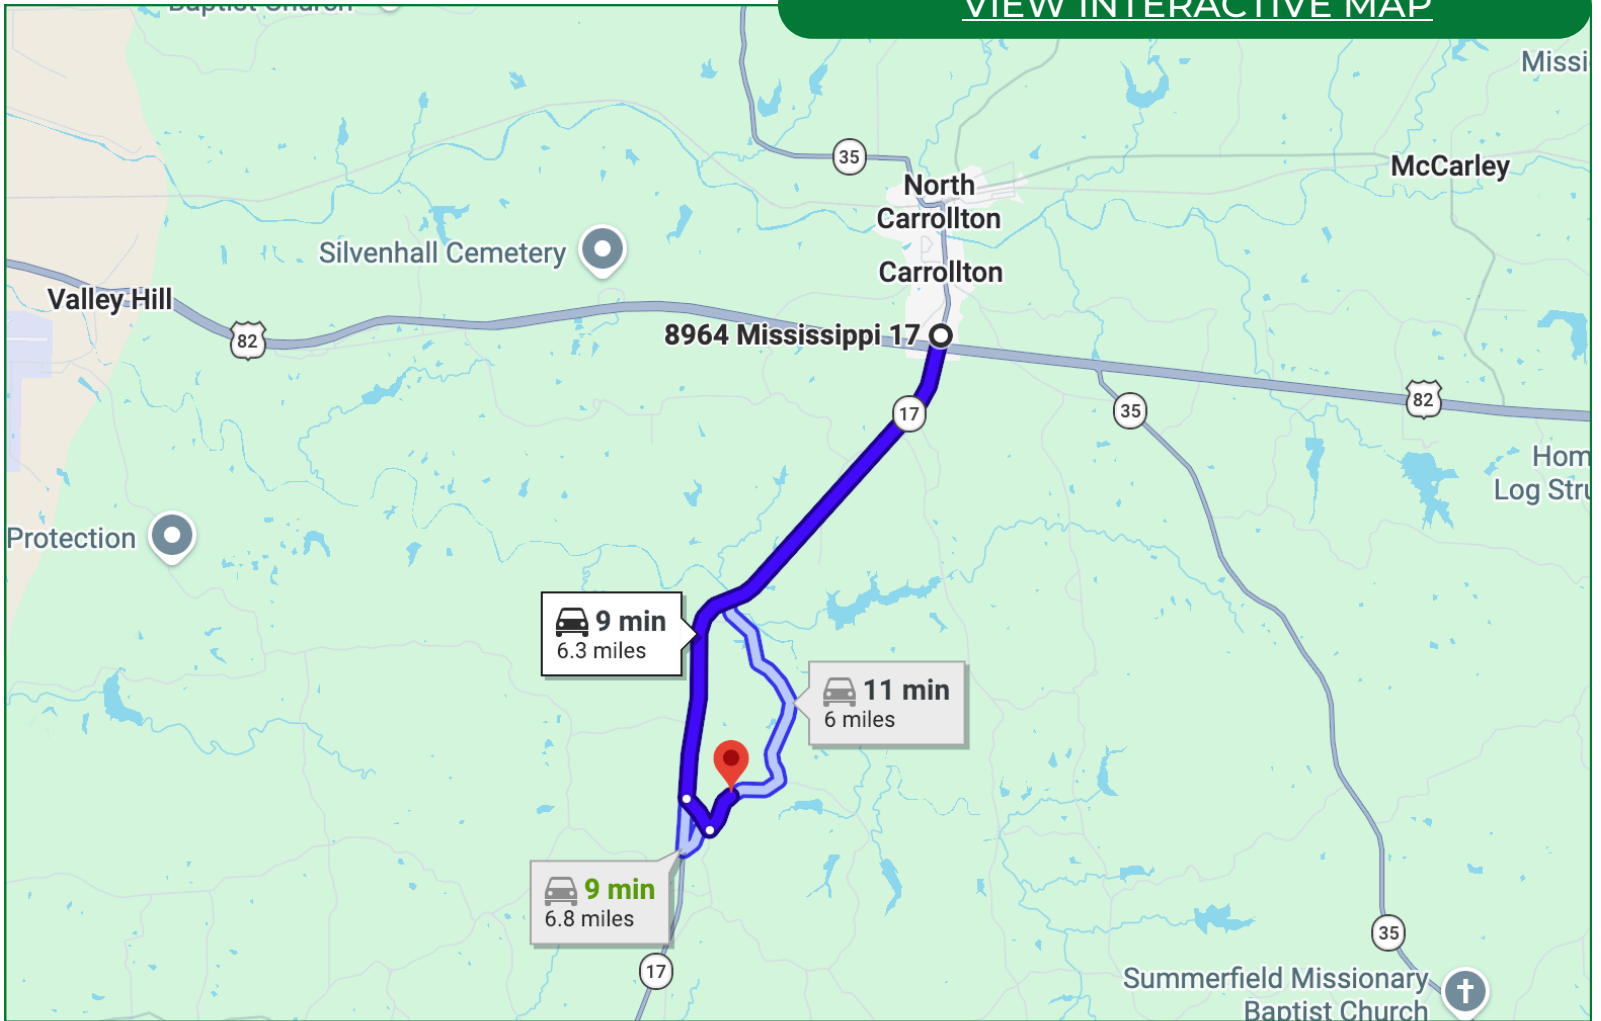 Baptist Church
VIEW INTERACTIVE MAP
Missi
35
McCarley
North
Carrollton
Silvenhall Cemetery
Carrollton
Valley Hill
82
8964 Mississippi 17
17
35
82
Hom
Log Stru
Protection
9 min
6.3 miles
11 min
6 miles
9 min
6.8 miles
35
17
Summerfield Missionary
Baptist Church